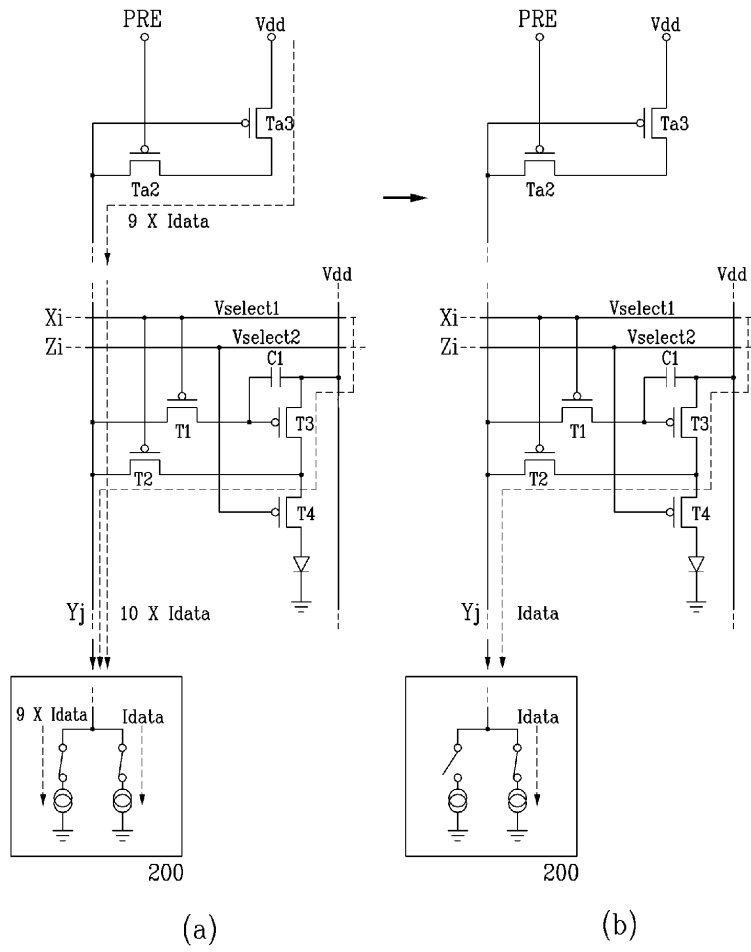 PRE
Vdd
Ta3
Ta2
9 X Idata
Vdd
Xi
Vselect1
Zi
Vselect2
C1
T1
T3
T2
T4
Yj
10 X Idata
9 X Idata
Idata
200
(a)
PRE
Vdd
Ta3
Ta2
Vdd
Xi
Vselect1
Zi
Vselect2
C1
T1
T3
T2
T4
Yj
Idata
Idata
200
(b)